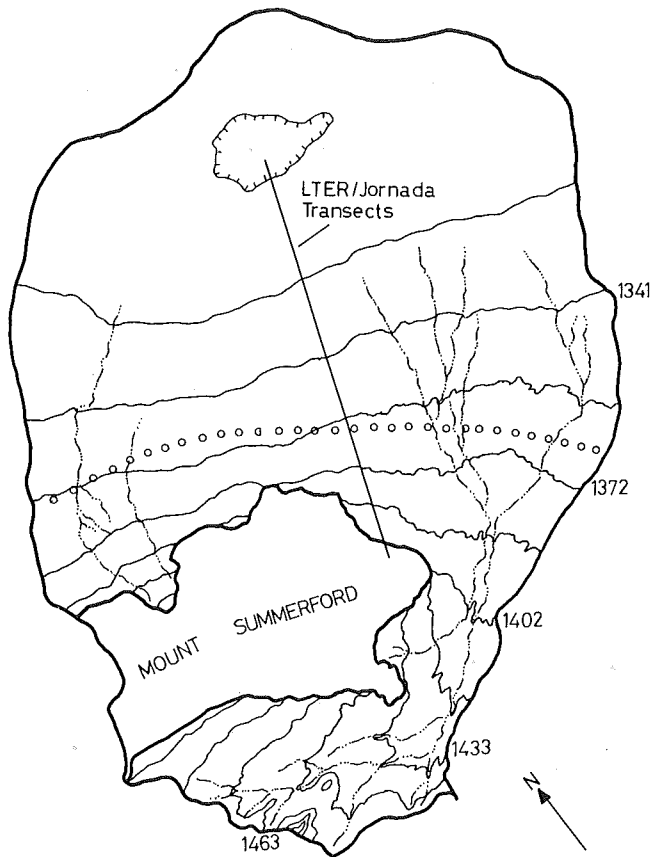 LTER/Jornada
Transects
1341
1372
MOUNT SUMMERFORD
1402
1433
N
1463